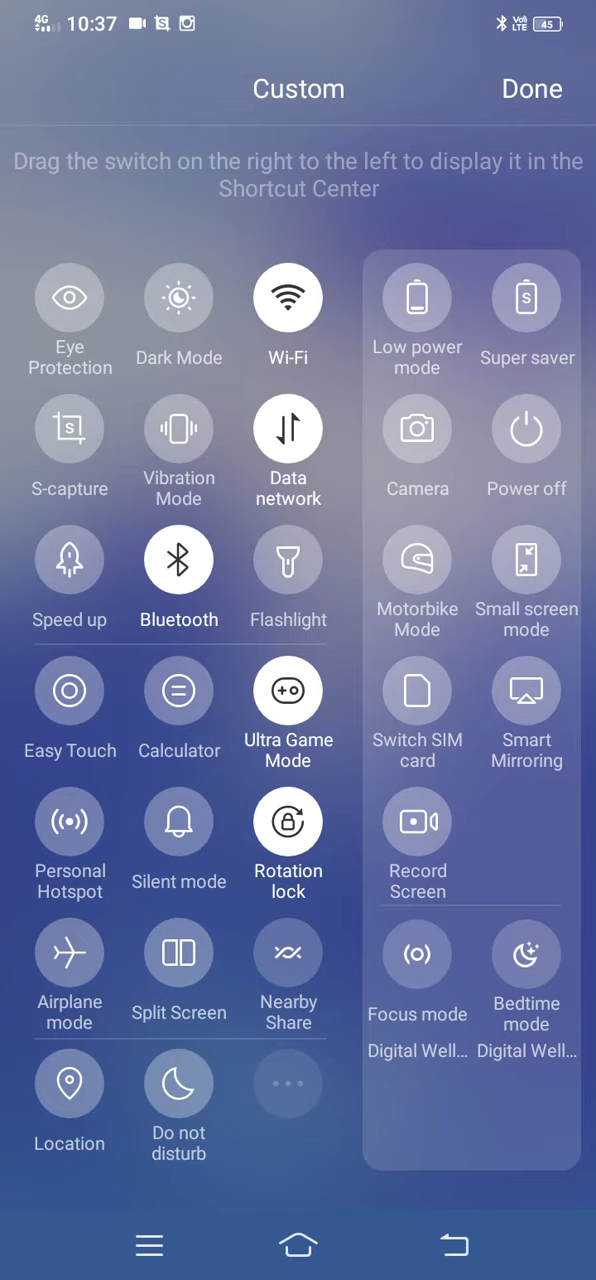 4G 10:37 VoLTE 45
Custom
Done
Drag the switch on the right to the left to display it in the
Shortcut Center
Eye
Protection
Dark Mode
Wi-Fi
Low power
mode
Super saver
S
S
S-capture
Vibration
Mode
Data
network
Camera
Power off
Speed up
Bluetooth
Flashlight
Motorbike
Mode
Small screen
mode
Easy Touch
Calculator
Ultra Game
Mode
Switch SIM
card
Smart
Mirroring
Personal
Hotspot
Silent mode
Rotation
lock
Record
Screen
Airplane
mode
Split Screen
Nearby
Share
Focus mode
Digital Well...
Bedtime
mode
Digital Well...
Location
Do not
disturb